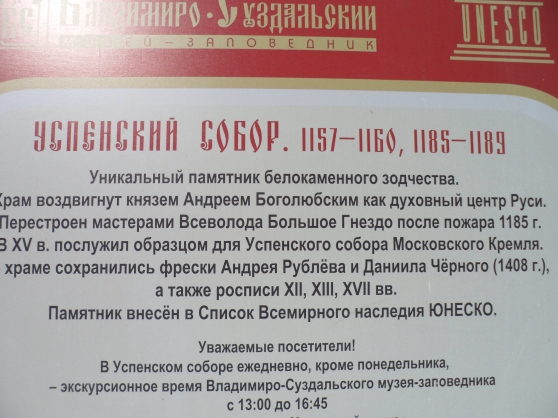 Владимиро·Суздальский
-ЗАПОВЕДНИК
UNESCO
УСПЕНСКИЙ СОБОР. 1157–1160, 1185–1189
Уникальный памятник белокаменного зодчества.
Храм воздвигнут князем Андреем Боголюбским как духовный центр Руси.
Перестроен мастерами Всеволода Большое Гнездо после пожара 1185 г.
В XV в. послужил образцом для Успенского собора Московского Кремля.
храме сохранились фрески Андрея Рублёва и Даниила Чёрного (1408 г.),
а также росписи XII, XIII, XVII вв.
Памятник внесён в Список Всемирного наследия ЮНЕСКО.
Уважаемые посетители!
В Успенском соборе ежедневно, кроме понедельника,
– экскурсионное время Владимиро-Суздальского музея-заповедника
с 13:00 до 16:45